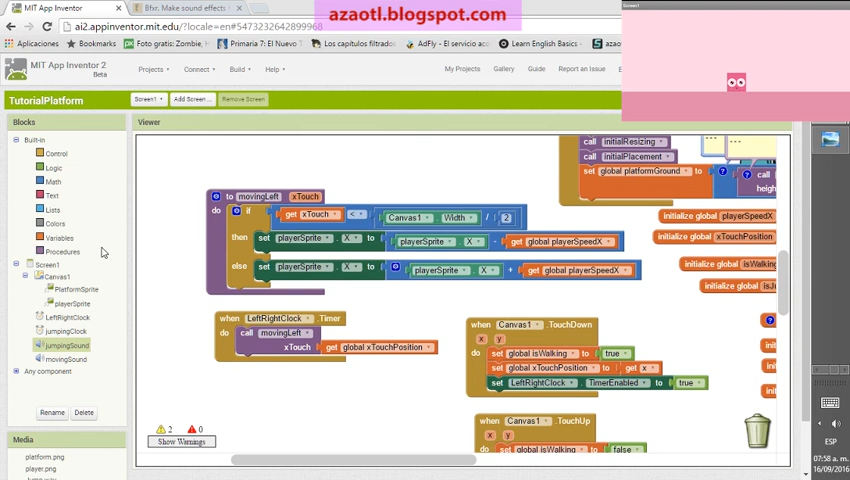 MIT App Inventor
Bfxr. Make sound effects f
azaotl.blogspot.com
ai2.appinventor.mit.edu/?locale=en#5473232642899968
Aplicaciones
Foto gratis: Zombie, H
Primaria 7: El Nuevo T
Los capítulos filtrados
AdFly - El servicio aco
Learn English Basics
azaot
Screen1
MIT App Inventor 2
Beta
Projects
Connect
Build
Help
My Projects
Gallery
Guide
Report an Issue
TutorialPlatform
Screen1
Add Screen ...
Remove Screen
Blocks
Viewer
Built-in
Control
Logic
Math
Text
Lists
Colors
Variables
Procedures
Screen1
Canvas1
PlatformSprite
playerSprite
LeftRightClock
jumpingClock
jumpingSound
movingSound
Any component
Rename
Delete
Media
platform.png
player.png
call initialResizing
call initialPlacement
set global platformGround to
call
heigh
initialize global playerSpeedX
initialize global xTouchPosition
initialize global isWalking
initialize global isJu
to movingLeft xTouch
do if get xTouch < Canvas1 . Width / 2
then set playerSprite . X to playerSprite . X - get global playerSpeedX
else set playerSprite . X to playerSprite . X + get global playerSpeedX
when LeftRightClock .Timer
do call movingLeft
xTouch get global xTouchPosition
when Canvas1 .TouchDown
x y
do set global isWalking to true
set global xTouchPosition to get x
set LeftRightClock . TimerEnabled to true
when Canvas1 .TouchUp
x y
do set global isWalking to false
2 0
Show Warnings
ESP
07:58 a. m.
16/09/2016